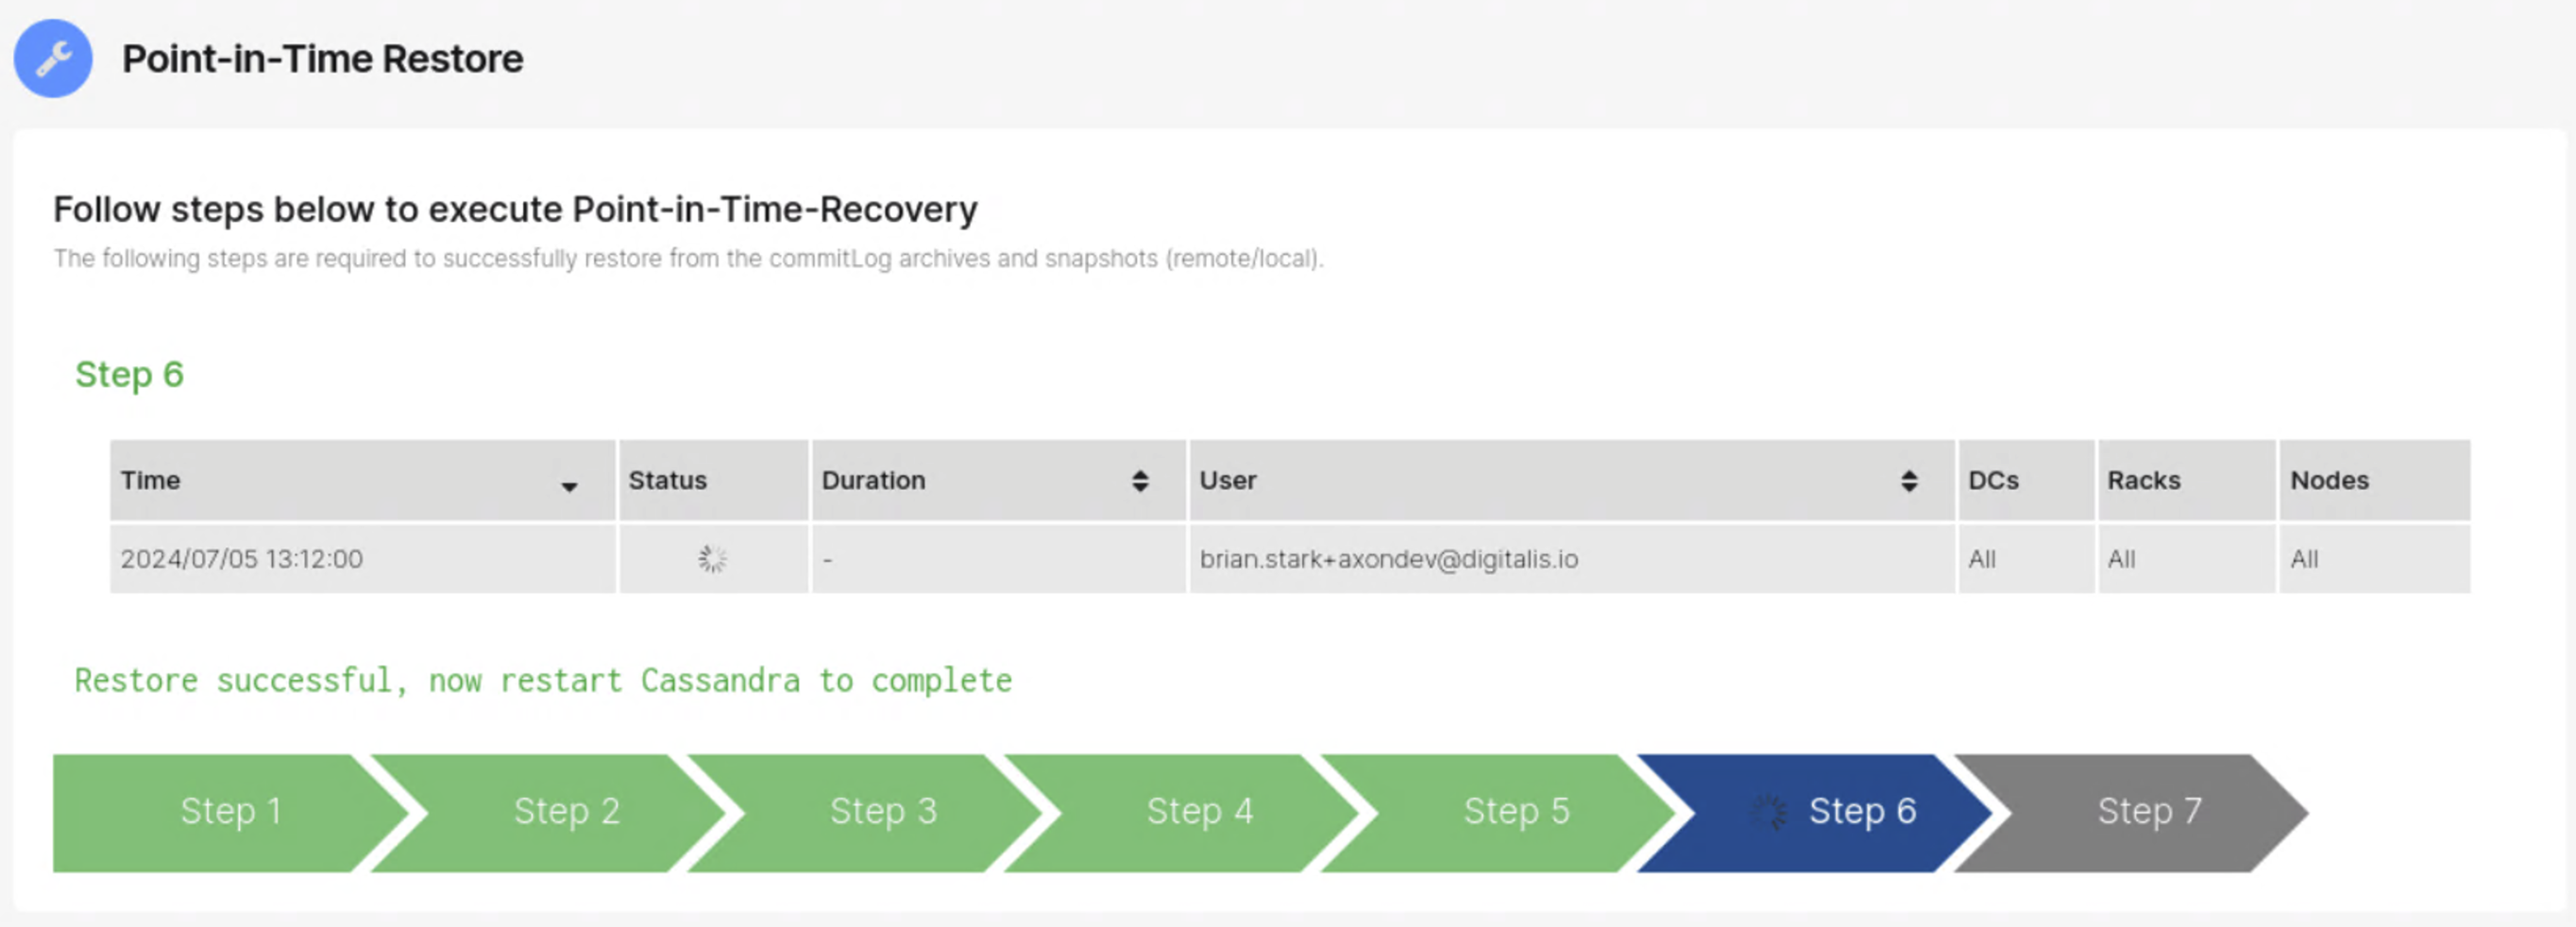 Point-in-Time Restore
Follow steps below to execute Point-in-Time-Recovery
The following steps are required to successfully restore from the commitLog archives and snapshots (remote/local).
Step 6
Time Status Duration User DCs Racks Nodes
2024/07/05 13:12:00 - brian.stark+axondev@digitalis.io All All All
Restore successful, now restart Cassandra to complete
Step 1 Step 2 Step 3 Step 4 Step 5 Step 6 Step 7